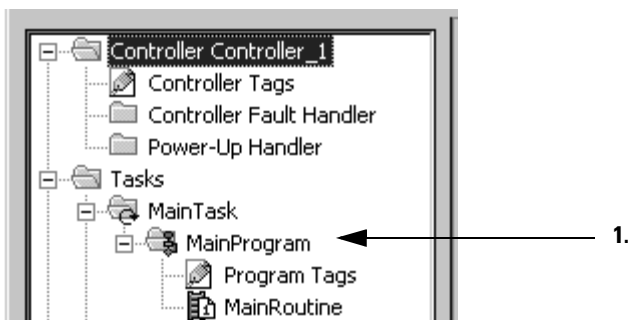 Controller Controller_1
Controller Tags
Controller Fault Handler
Power-Up Handler
Tasks
MainTask
MainProgram
1.
Program Tags
MainRoutine